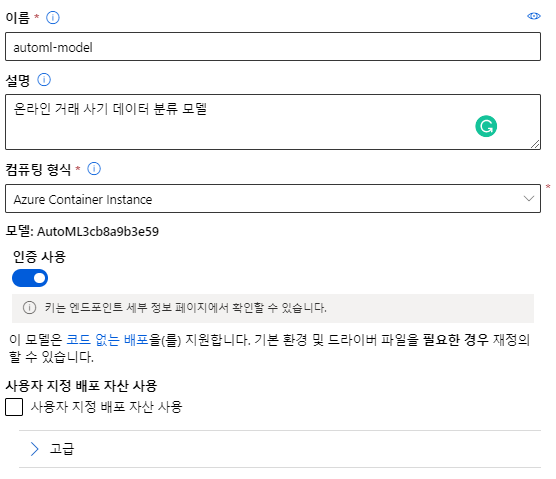 이름 *
automl-model
설명
온라인 거래 사기 데이터 분류 모델
컴퓨팅 형식 *
Azure Container Instance
*
모델: AutoML3cb8a9b3e59
인증 사용
키는 엔드포인트 세부 정보 페이지에서 확인할 수 있습니다.
이 모델은 코드 없는 배포을(를) 지원합니다. 기본 환경 및 드라이버 파일을 필요한 경우 재정의
할 수 있습니다.
사용자 지정 배포 자산 사용
사용자 지정 배포 자산 사용
고급